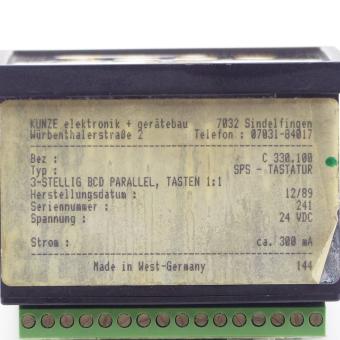 KUNZE elektronik + gerätebau 7032 Sindelfingen
Würbenthalerstraße 2 Telefon : 07031-84017
Bez : C 330.100
Typ : SPS - TASTATUR
3-STELLIG BCD PARALLEL, TASTEN 1:1
Herstellungsdatum : 12/89
Seriennummer : 241
Spannung : 24 VDC
Strom : ca. 300 mA
Made in West-Germany 144